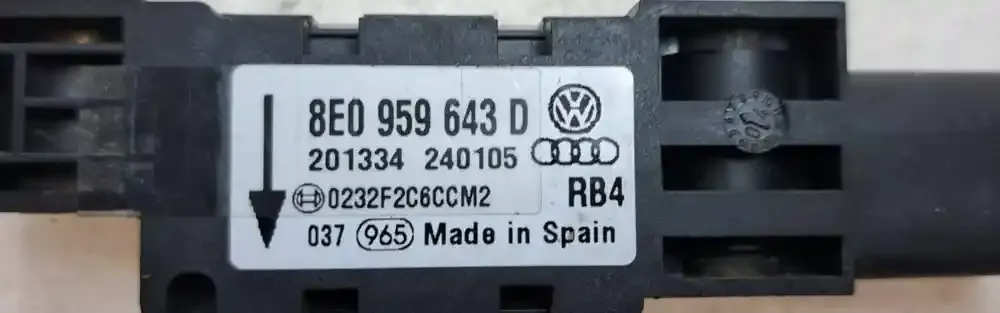 8E0 959 643 D
201334 240105
0232F2C6CCM2 RB4
037 965 Made in Spain